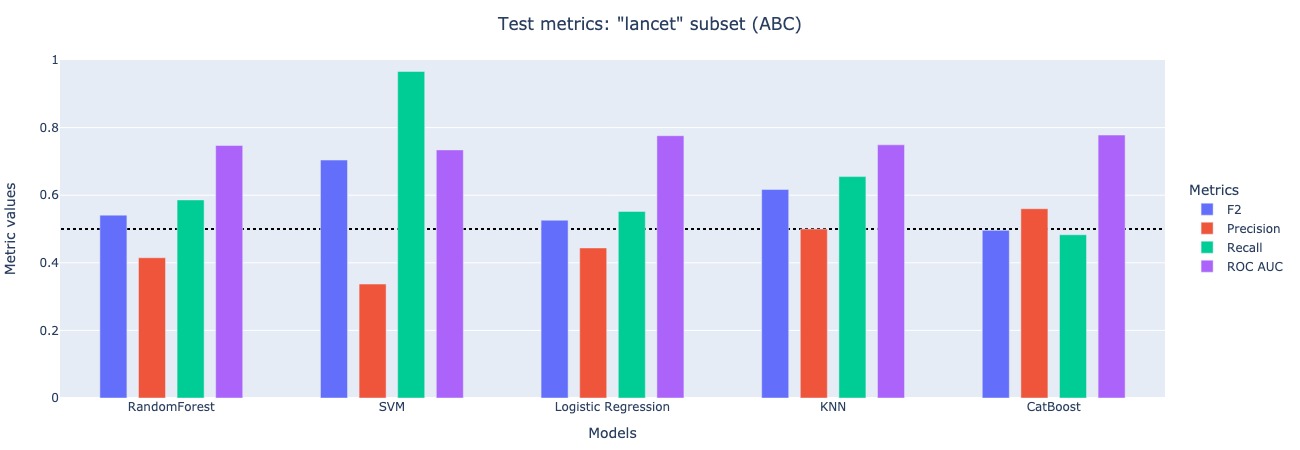 Test metrics: "lancet" subset (ABC)
Metric values
1
0.8
0.6
0.4
0.2
0
RandomForest
SVM
Logistic Regression
KNN
CatBoost
Models
Metrics
F2
Precision
Recall
ROC AUC